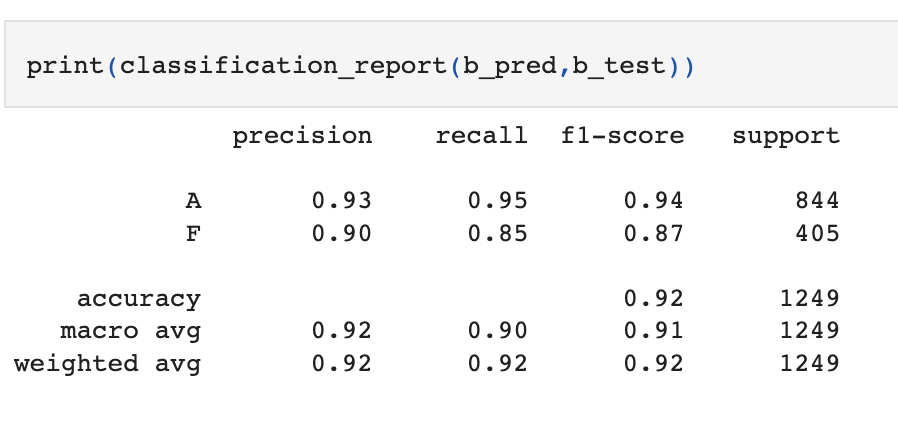 print(classification_report(b_pred,b_test))
precision recall f1-score support
A 0.93 0.95 0.94 844
F 0.90 0.85 0.87 405
accuracy 0.92 1249
macro avg 0.92 0.90 0.91 1249
weighted avg 0.92 0.92 0.92 1249